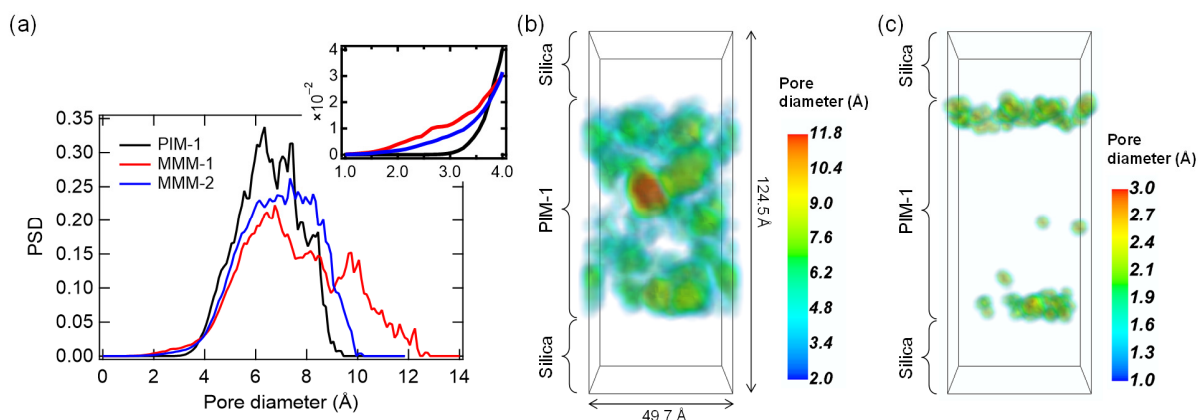 (a)
×10⁻²
4
3
2
1
0
1.0 2.0 3.0 4.0
PSD
0.35
0.30
0.25
0.20
0.15
0.10
0.05
0.00
PIM-1
MMM-1
MMM-2
0 2 4 6 8 10 12 14
Pore diameter (Å)
(b)
Silica
PIM-1
Silica
124.5 Å
49.7 Å
Pore
diameter (Å)
11.8
10.4
9.0
7.6
6.2
4.8
3.4
2.0
(c)
Silica
PIM-1
Silica
Pore
diameter (Å)
3.0
2.7
2.4
2.1
1.9
1.6
1.3
1.0